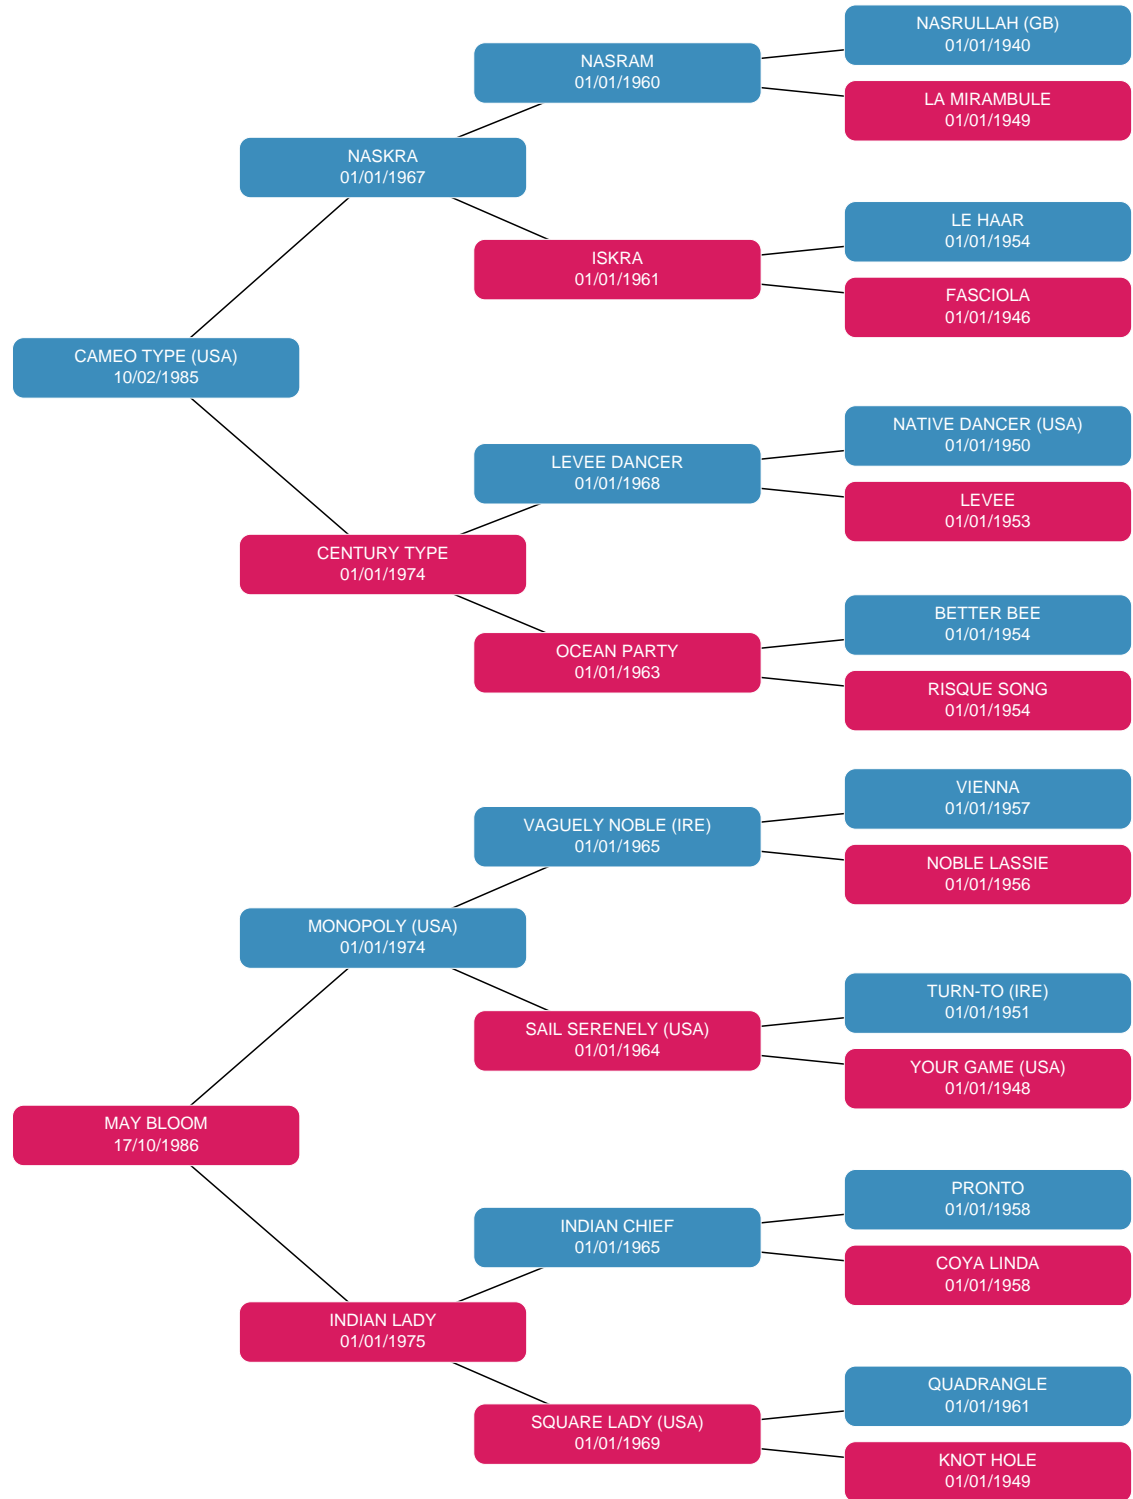 NASRULLAH (GB)
01/01/1940
NASRAM
01/01/1960
LA MIRAMBULE
01/01/1949
NASKRA
01/01/1967
LE HAAR
01/01/1954
ISKRA
01/01/1961
FASCIOLA
01/01/1946
CAMEO TYPE (USA)
10/02/1985
NATIVE DANCER (USA)
01/01/1950
LEVEE DANCER
01/01/1968
LEVEE
01/01/1953
CENTURY TYPE
01/01/1974
BETTER BEE
01/01/1954
OCEAN PARTY
01/01/1963
RISQUE SONG
01/01/1954
VIENNA
01/01/1957
VAGUELY NOBLE (IRE)
01/01/1965
NOBLE LASSIE
01/01/1956
MONOPOLY (USA)
01/01/1974
TURN-TO (IRE)
01/01/1951
SAIL SERENELY (USA)
01/01/1964
YOUR GAME (USA)
01/01/1948
MAY BLOOM
17/10/1986
PRONTO
01/01/1958
INDIAN CHIEF
01/01/1965
COYA LINDA
01/01/1958
INDIAN LADY
01/01/1975
QUADRANGLE
01/01/1961
SQUARE LADY (USA)
01/01/1969
KNOT HOLE
01/01/1949